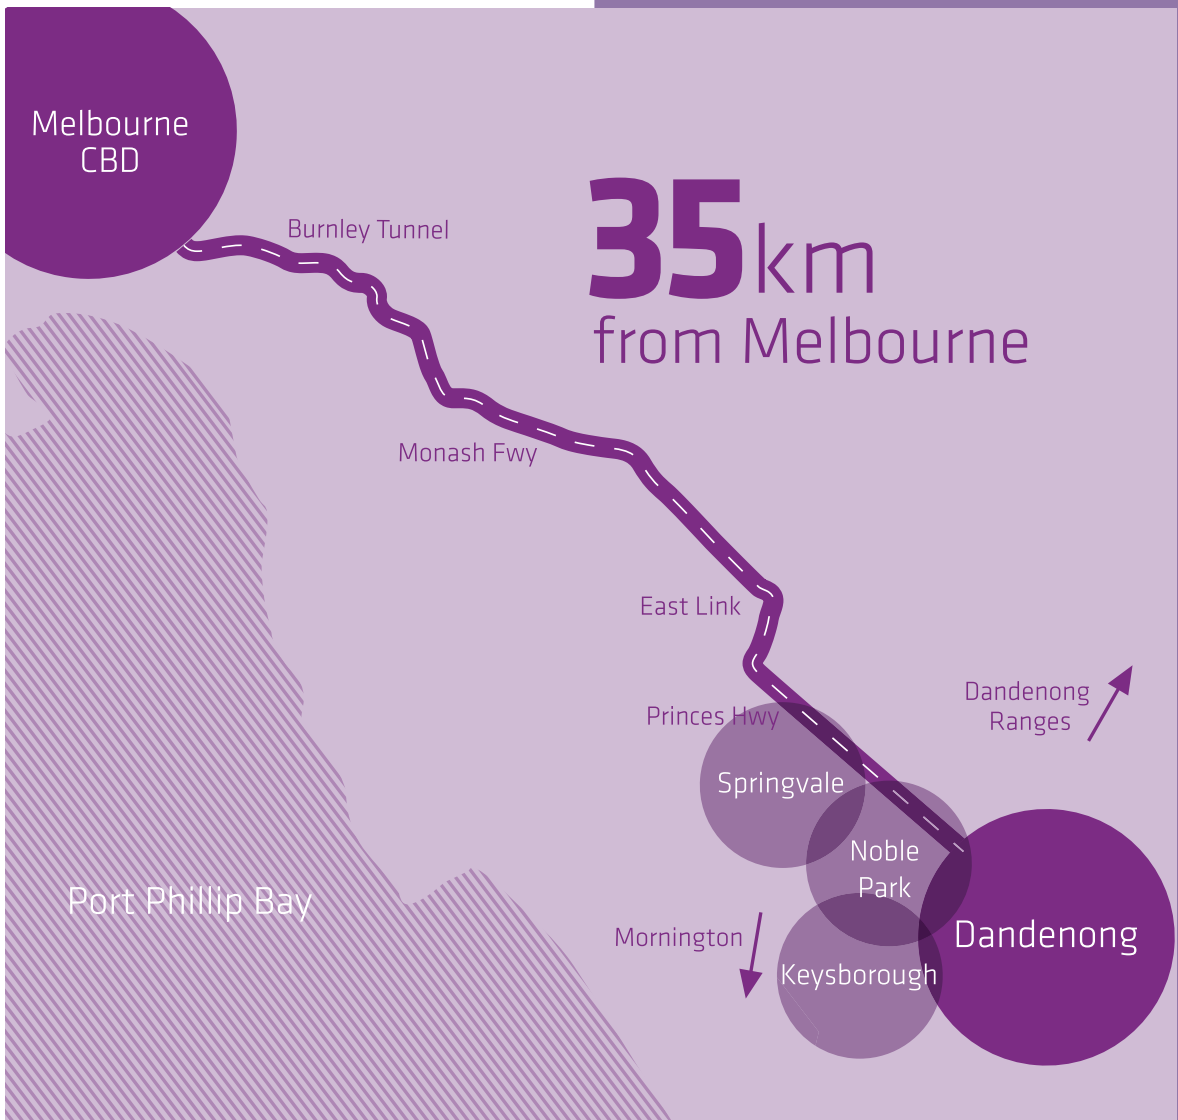 Melbourne
CBD
Burnley Tunnel
35km
from Melbourne
Monash Fwy
East Link
Dandenong
Ranges
Princes Hwy
Springvale
Noble
Park
Port Phillip Bay
Mornington
Dandenong
Keysborough